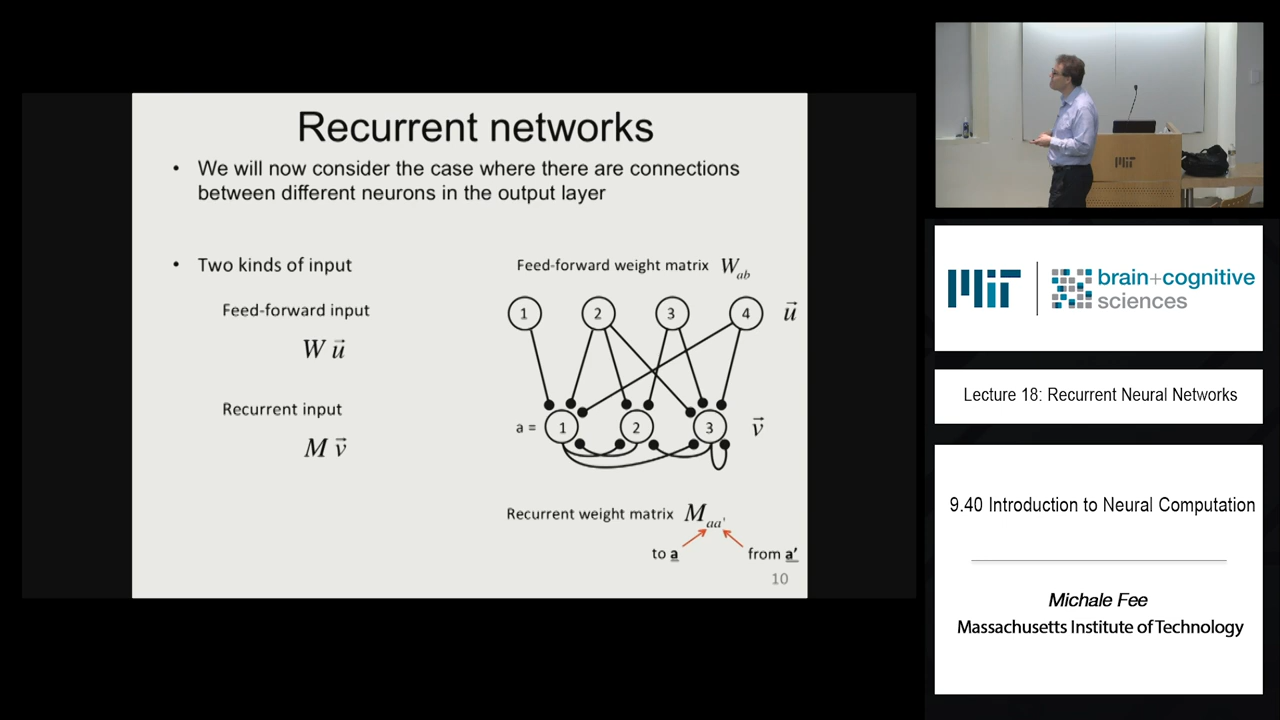 Recurrent networks
• We will now consider the case where there are connections
between different neurons in the output layer
• Two kinds of input
Feed-forward input
W u⃗
Recurrent input
M v⃗
Feed-forward weight matrix W_ab
1 2 3 4 u⃗
a = 1 2 3 v⃗
Recurrent weight matrix M_aa'
to a from a'
10
MIT
MIT brain+cognitive
sciences
Lecture 18: Recurrent Neural Networks
9.40 Introduction to Neural Computation
Michale Fee
Massachusetts Institute of Technology